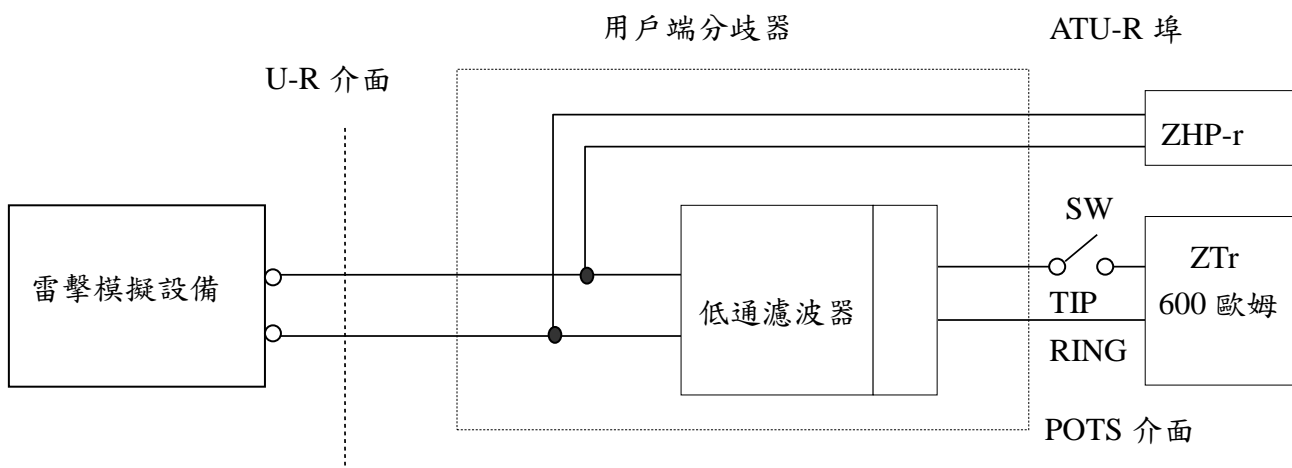 用戶端分歧器
ATU-R 埠
U-R 介面
ZHP-r
SW
雷擊模擬設備
低通濾波器
ZTr
TIP
600 歐姆
RING
POTS 介面